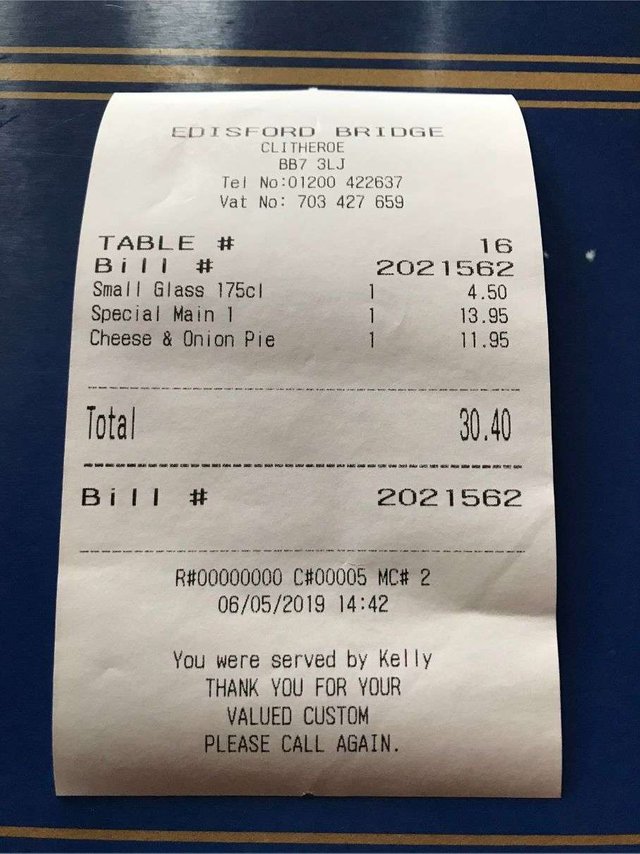 EDISFORD BRIDGE
CLITHEROE
BB7 3LJ
Tel No:01200 422637
Vat No: 703 427 659
TABLE # 16
Bill # 2021562
Small Glass 175cl 1 4.50
Special Main 1 1 13.95
Cheese & Onion Pie 1 11.95
Total 30.40
Bill # 2021562
R#00000000 C#00005 MC# 2
06/05/2019 14:42
You were served by Kelly
THANK YOU FOR YOUR
VALUED CUSTOM
PLEASE CALL AGAIN.